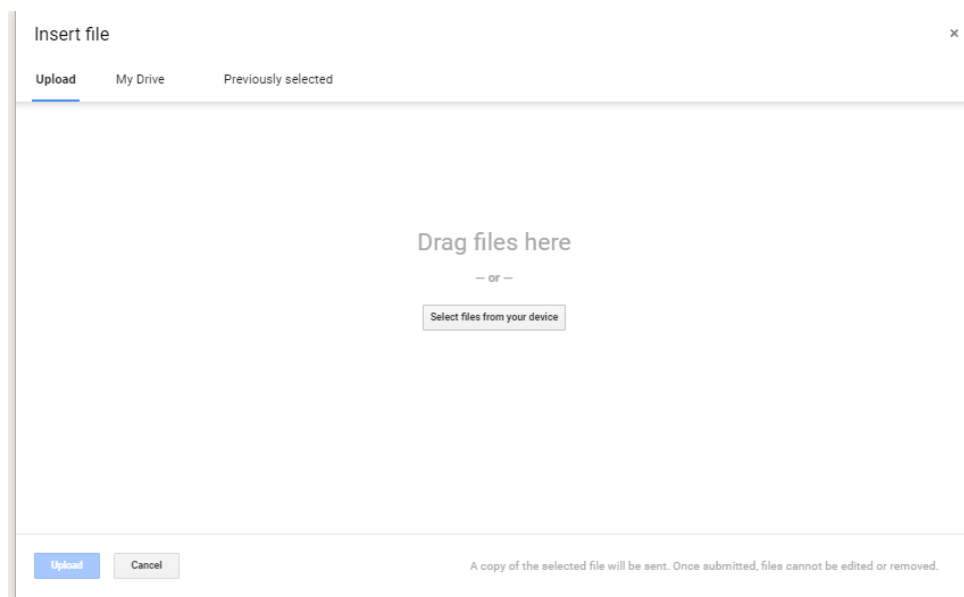 Insert file ×
Upload My Drive Previously selected
Drag files here
— or —
Select files from your device
Upload Cancel A copy of the selected file will be sent. Once submitted, files cannot be edited or removed.